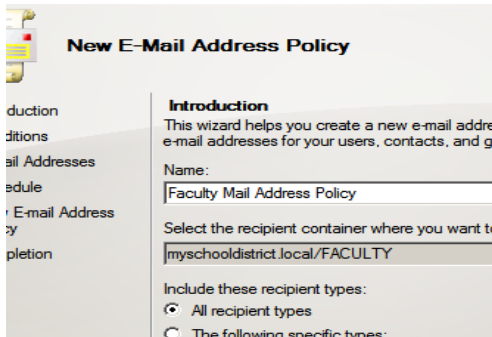 New E-Mail Address Policy
duction
ditions
ail Addresses
edule
E-mail Address
cy
pletion
Introduction
This wizard helps you create a new e-mail addre
e-mail addresses for your users, contacts, and g
Name:
Faculty Mail Address Policy
Select the recipient container where you want t
myschooldistrict.local/FACULTY
Include these recipient types:
All recipient types
The following specific types: